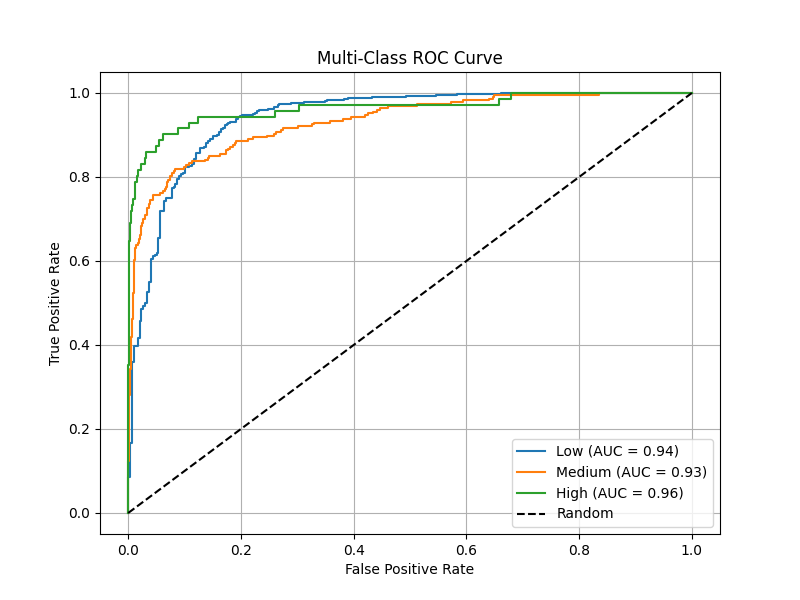 Multi-Class ROC Curve
True Positive Rate
1.0
0.8
0.6
0.4
0.2
0.0
Low (AUC = 0.94)
Medium (AUC = 0.93)
High (AUC = 0.96)
Random
0.0 0.2 0.4 0.6 0.8 1.0
False Positive Rate